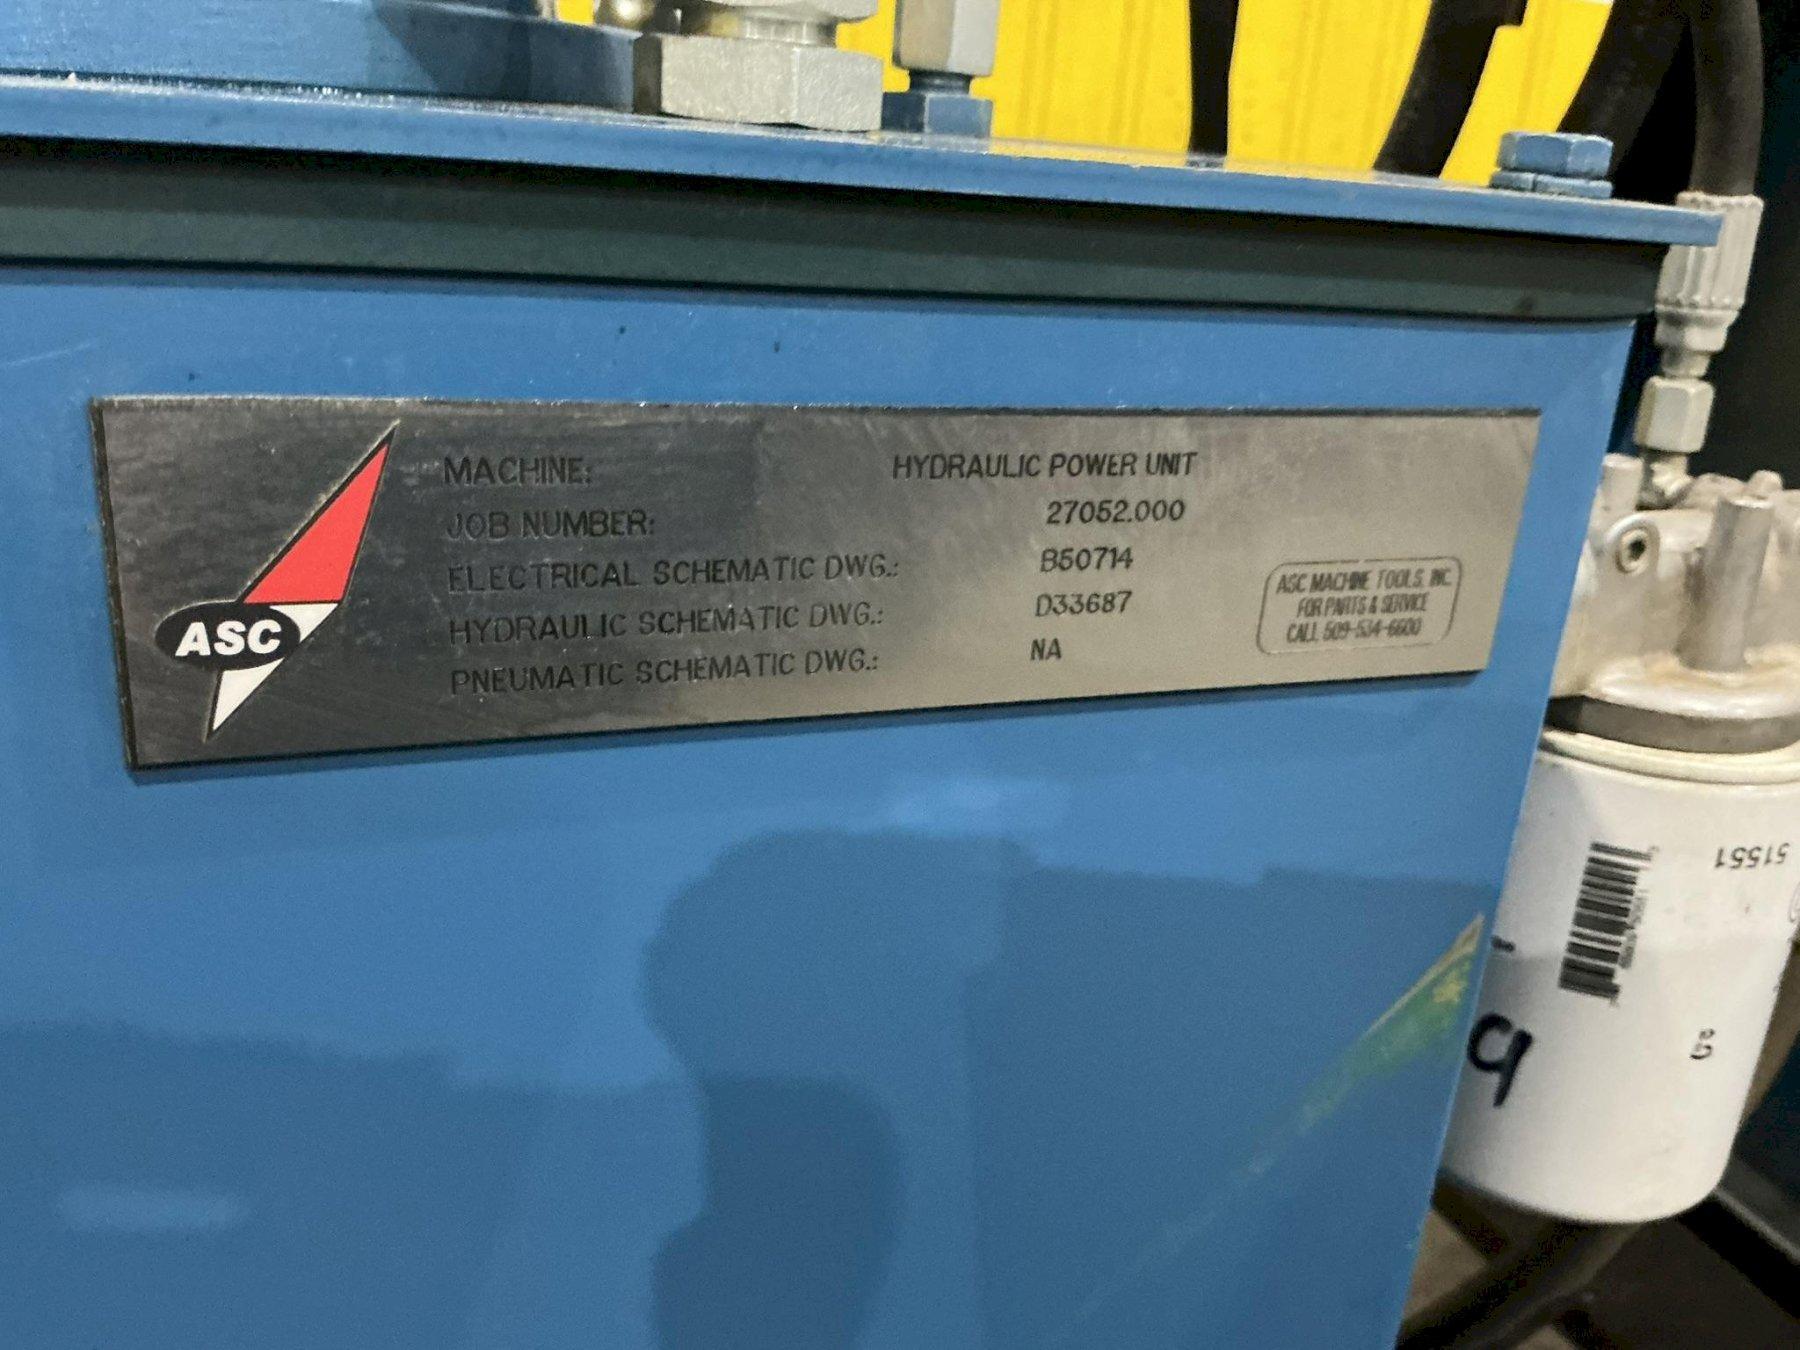 MACHINE: HYDRAULIC POWER UNIT
JOB NUMBER: 27052.000
ELECTRICAL SCHEMATIC DWG.: B50714
HYDRAULIC SCHEMATIC DWG.: D33687
PNEUMATIC SCHEMATIC DWG.: NA
ASC
ASC MACHINE TOOLS, INC.
FOR PARTS & SERVICE
CALL 509-534-6600
51551